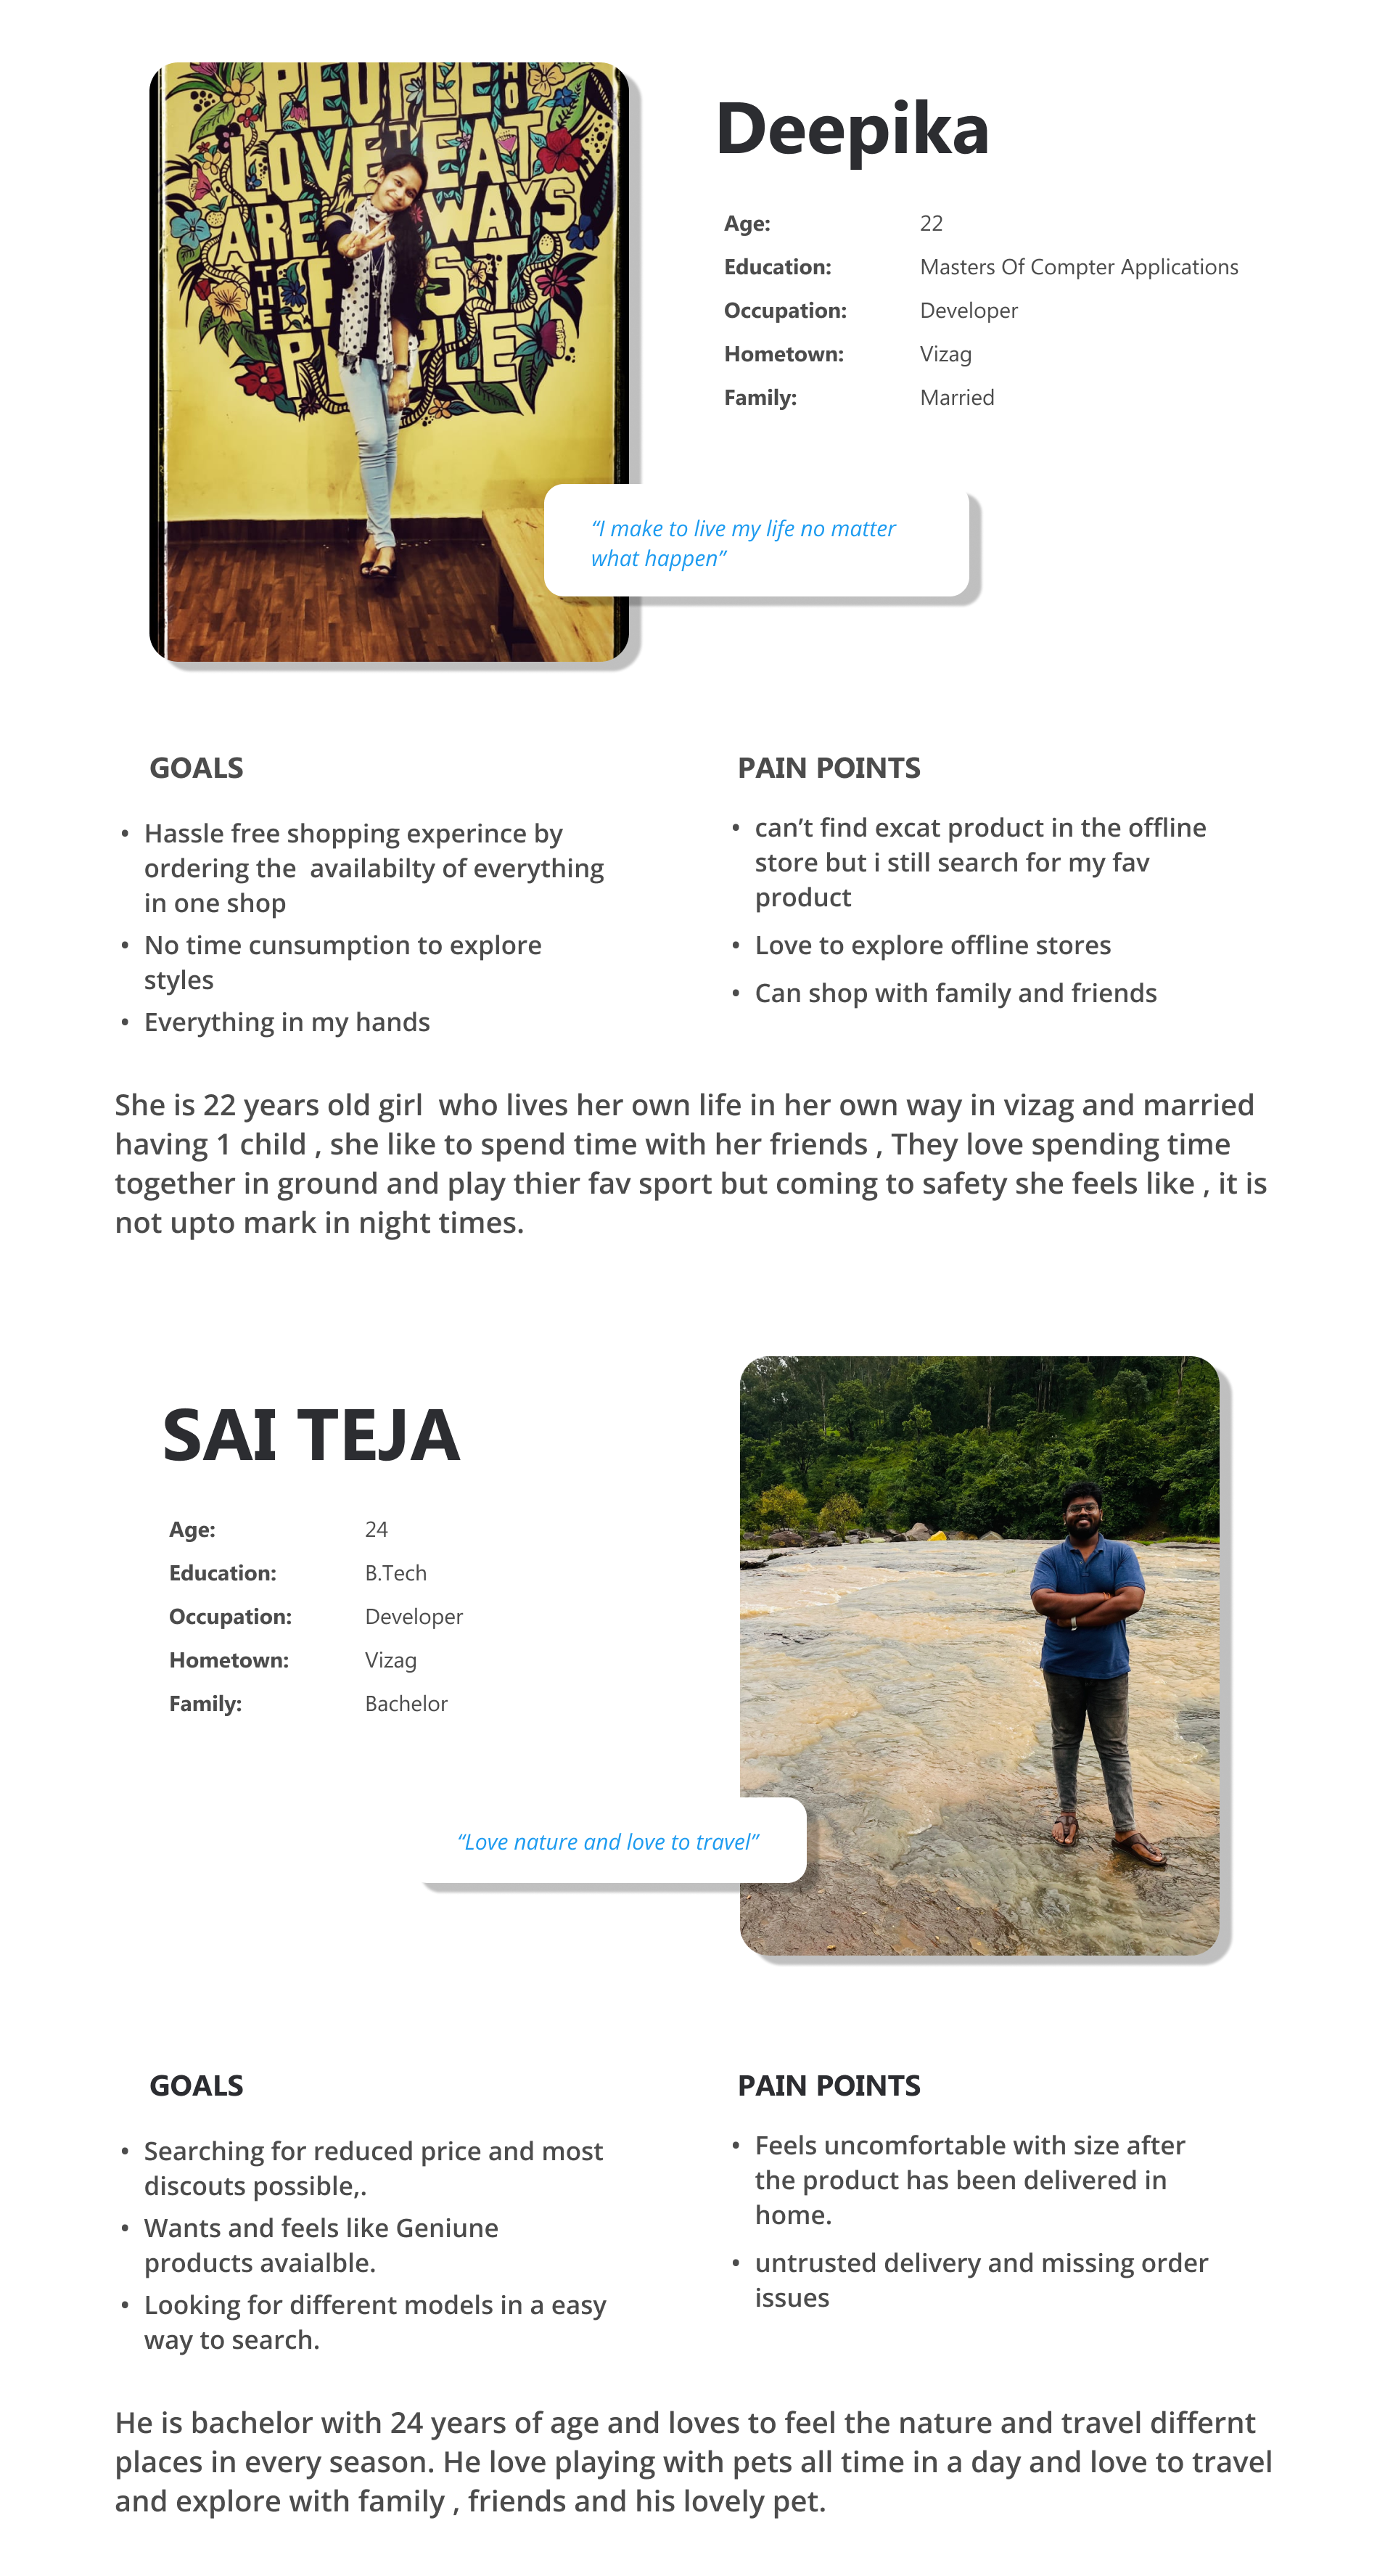 PEOPLE WHO
LOVE TO EAT
ARE WAYS
THE ST
PEOPLE
Deepika
Age: 22
Education: Masters Of Compter Applications
Occupation: Developer
Hometown: Vizag
Family: Married
“I make to live my life no matter
what happen”
GOALS
• Hassle free shopping experince by
ordering the  availabilty of everything
in one shop
• No time cunsumption to explore
styles
• Everything in my hands
PAIN POINTS
• can’t find excat product in the offline
store but i still search for my fav
product
• Love to explore offline stores
• Can shop with family and friends
She is 22 years old girl  who lives her own life in her own way in vizag and married
having 1 child , she like to spend time with her friends , They love spending time
together in ground and play thier fav sport but coming to safety she feels like , it is
not upto mark in night times.
SAI TEJA
Age: 24
Education: B.Tech
Occupation: Developer
Hometown: Vizag
Family: Bachelor
“Love nature and love to travel”
GOALS
• Searching for reduced price and most
discouts possible,.
• Wants and feels like Geniune
products avaialble.
• Looking for different models in a easy
way to search.
PAIN POINTS
• Feels uncomfortable with size after
the product has been delivered in
home.
• untrusted delivery and missing order
issues
He is bachelor with 24 years of age and loves to feel the nature and travel differnt
places in every season. He love playing with pets all time in a day and love to travel
and explore with family , friends and his lovely pet.